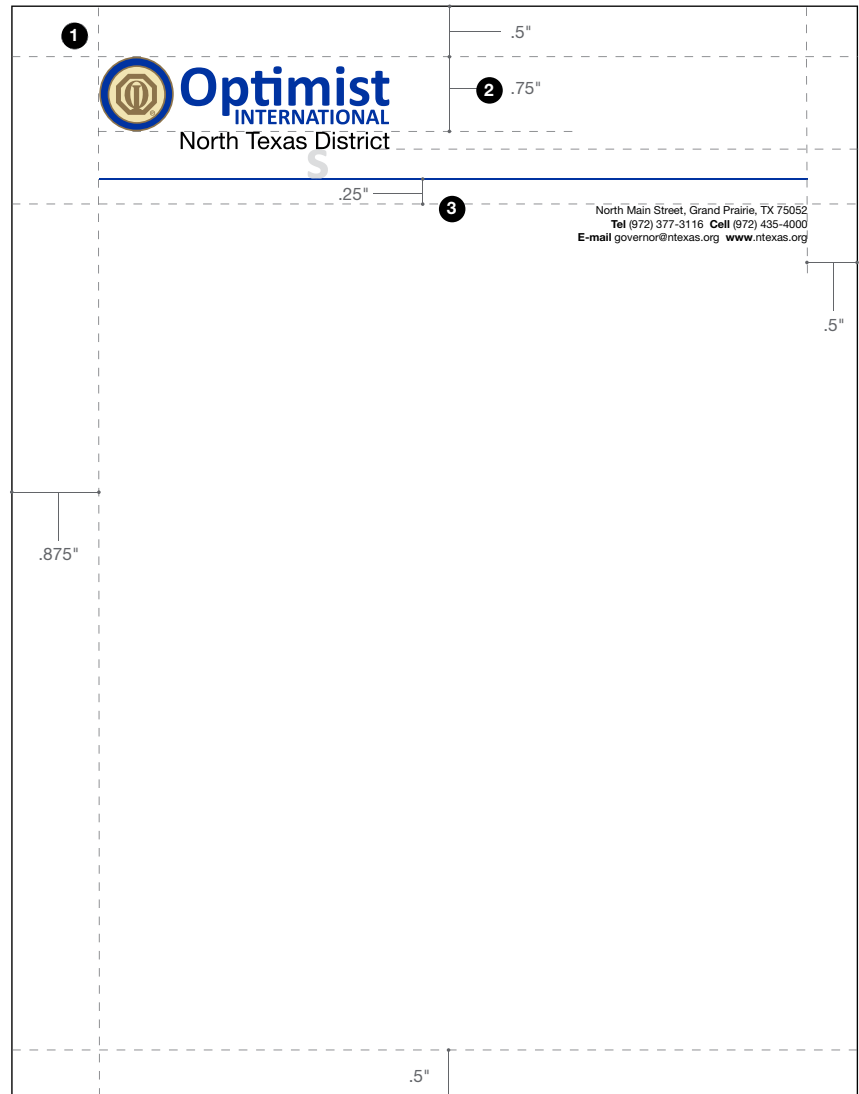 1
.5"
2 .75"
Optimist
INTERNATIONAL
North Texas District
S
.25"
3
North Main Street, Grand Prairie, TX 75052
Tel (972) 377-3116 Cell (972) 435-4000
E-mail governor@ntexas.org www.ntexas.org
.5"
.875"
.5"